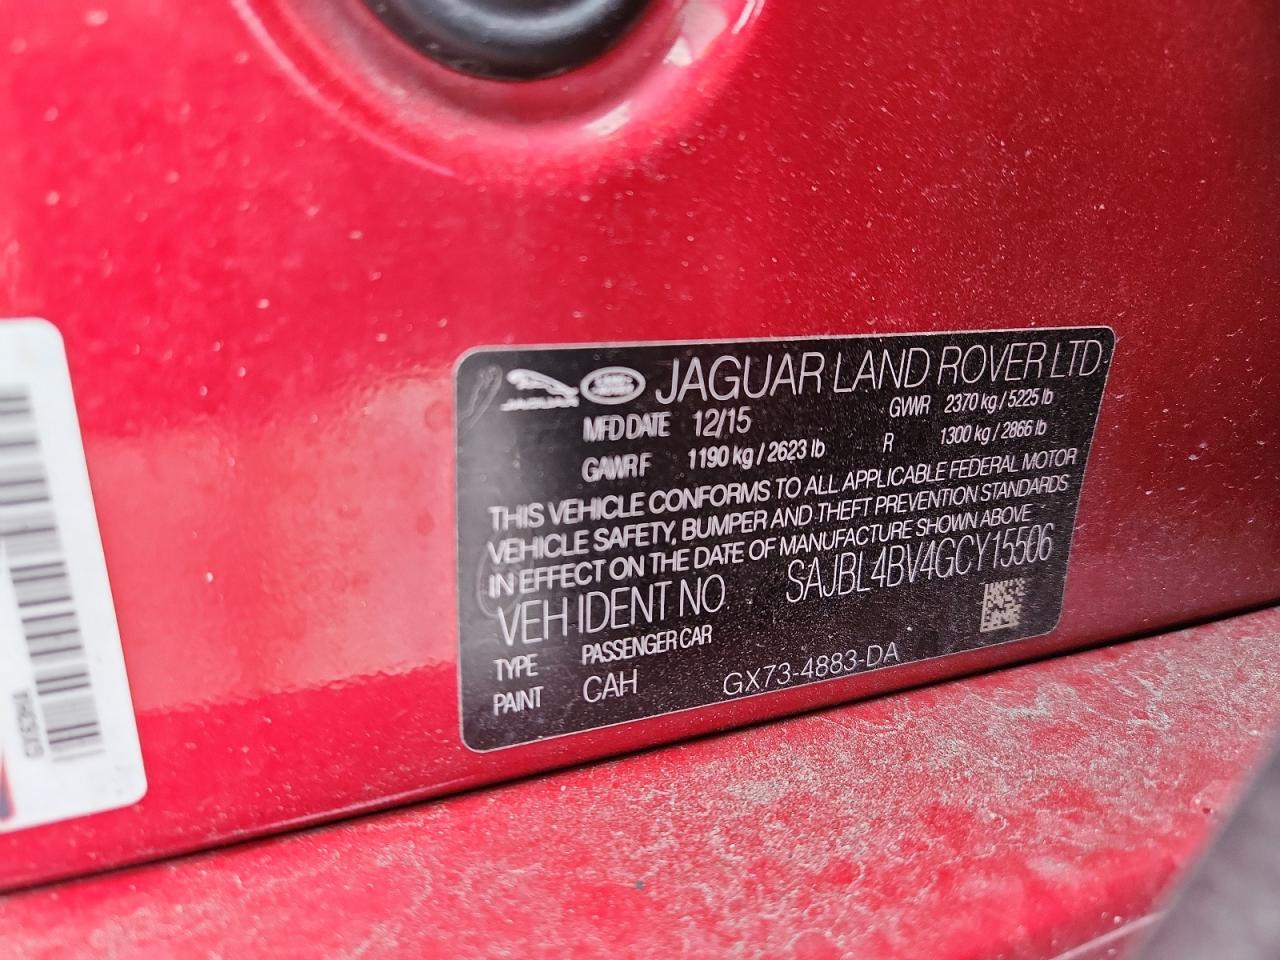 JAGUAR LAND ROVER LTD
JAGUAR
MFD DATE 12/15 GVWR 2370 kg / 5225 lb
GAWR F 1190 kg / 2623 lb R 1300 kg / 2866 lb
THIS VEHICLE CONFORMS TO ALL APPLICABLE FEDERAL MOTOR
VEHICLE SAFETY, BUMPER AND THEFT PREVENTION STANDARDS
IN EFFECT ON THE DATE OF MANUFACTURE SHOWN ABOVE
VEH IDENT NO SAJBL4BV4GCY15506
TYPE PASSENGER CAR
PAINT CAH GX73-4883-DA